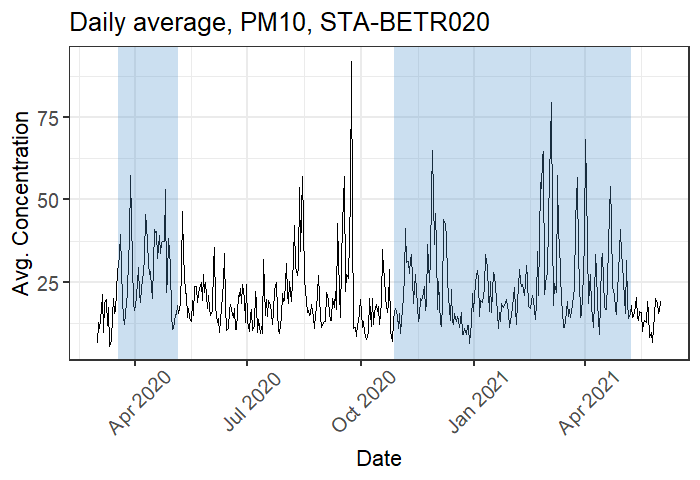 Daily average, PM10, STA-BETR020
Avg. Concentration
75
50
25
Apr 2020
Jul 2020
Oct 2020
Jan 2021
Apr 2021
Date